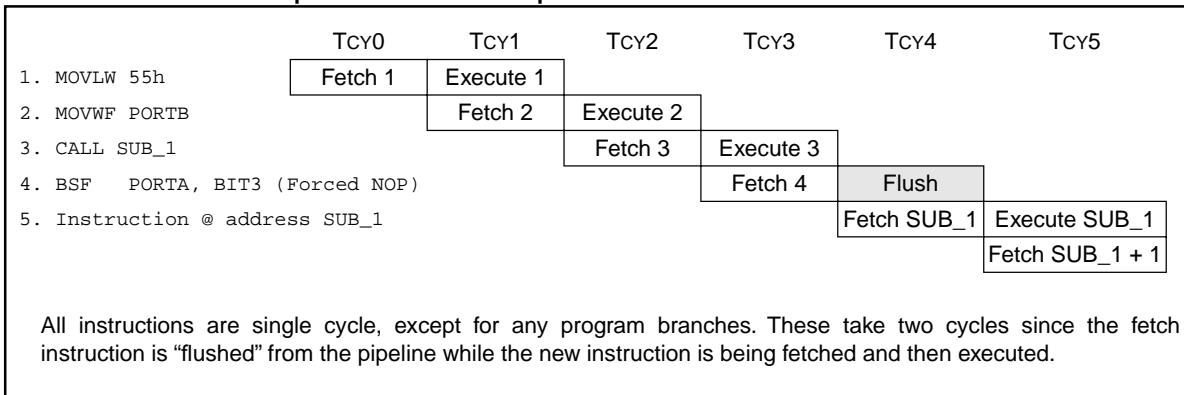 TCY0 TCY1 TCY2 TCY3 TCY4 TCY5
1. MOVLW 55h Fetch 1 Execute 1
2. MOVWF PORTB Fetch 2 Execute 2
3. CALL SUB_1 Fetch 3 Execute 3
4. BSF PORTA, BIT3 (Forced NOP) Fetch 4 Flush
5. Instruction @ address SUB_1 Fetch SUB_1 Execute SUB_1
Fetch SUB_1 + 1
All instructions are single cycle, except for any program branches. These take two cycles since the fetch
instruction is “flushed” from the pipeline while the new instruction is being fetched and then executed.